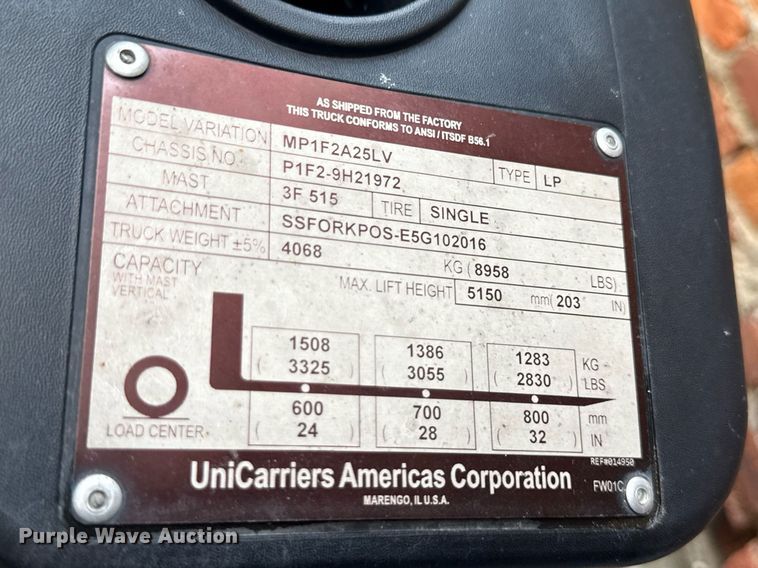 AS SHIPPED FROM THE FACTORY
THIS TRUCK CONFORMS TO ANSI / ITSDF B56.1
MODEL VARIATION MP1F2A25LV TYPE LP
CHASSIS NO. P1F2-9H21972
MAST 3F 515 TIRE SINGLE
ATTACHMENT SSFORKPOS-E5G102016
TRUCK WEIGHT ±5% 4068 KG ( 8958 LBS)
CAPACITY WITH MAST VERTICAL
MAX. LIFT HEIGHT 5150 mm( 203 IN)
1508 1386 1283 KG
( 3325 ) ( 3055 ) ( 2830 ) LBS
600 700 800 mm
( 24 ) ( 28 ) ( 32 ) IN
LOAD CENTER
REF#014950
UniCarriers Americas Corporation
MARENGO, IL U.S.A.
FW01C
Purple Wave Auction